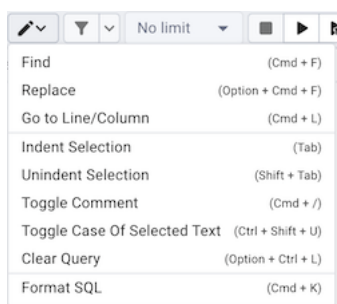 No limit
Find (Cmd + F)
Replace (Option + Cmd + F)
Go to Line/Column (Cmd + L)
Indent Selection (Tab)
Unindent Selection (Shift + Tab)
Toggle Comment (Cmd + /)
Toggle Case Of Selected Text (Ctrl + Shift + U)
Clear Query (Option + Ctrl + L)
Format SQL (Cmd + K)